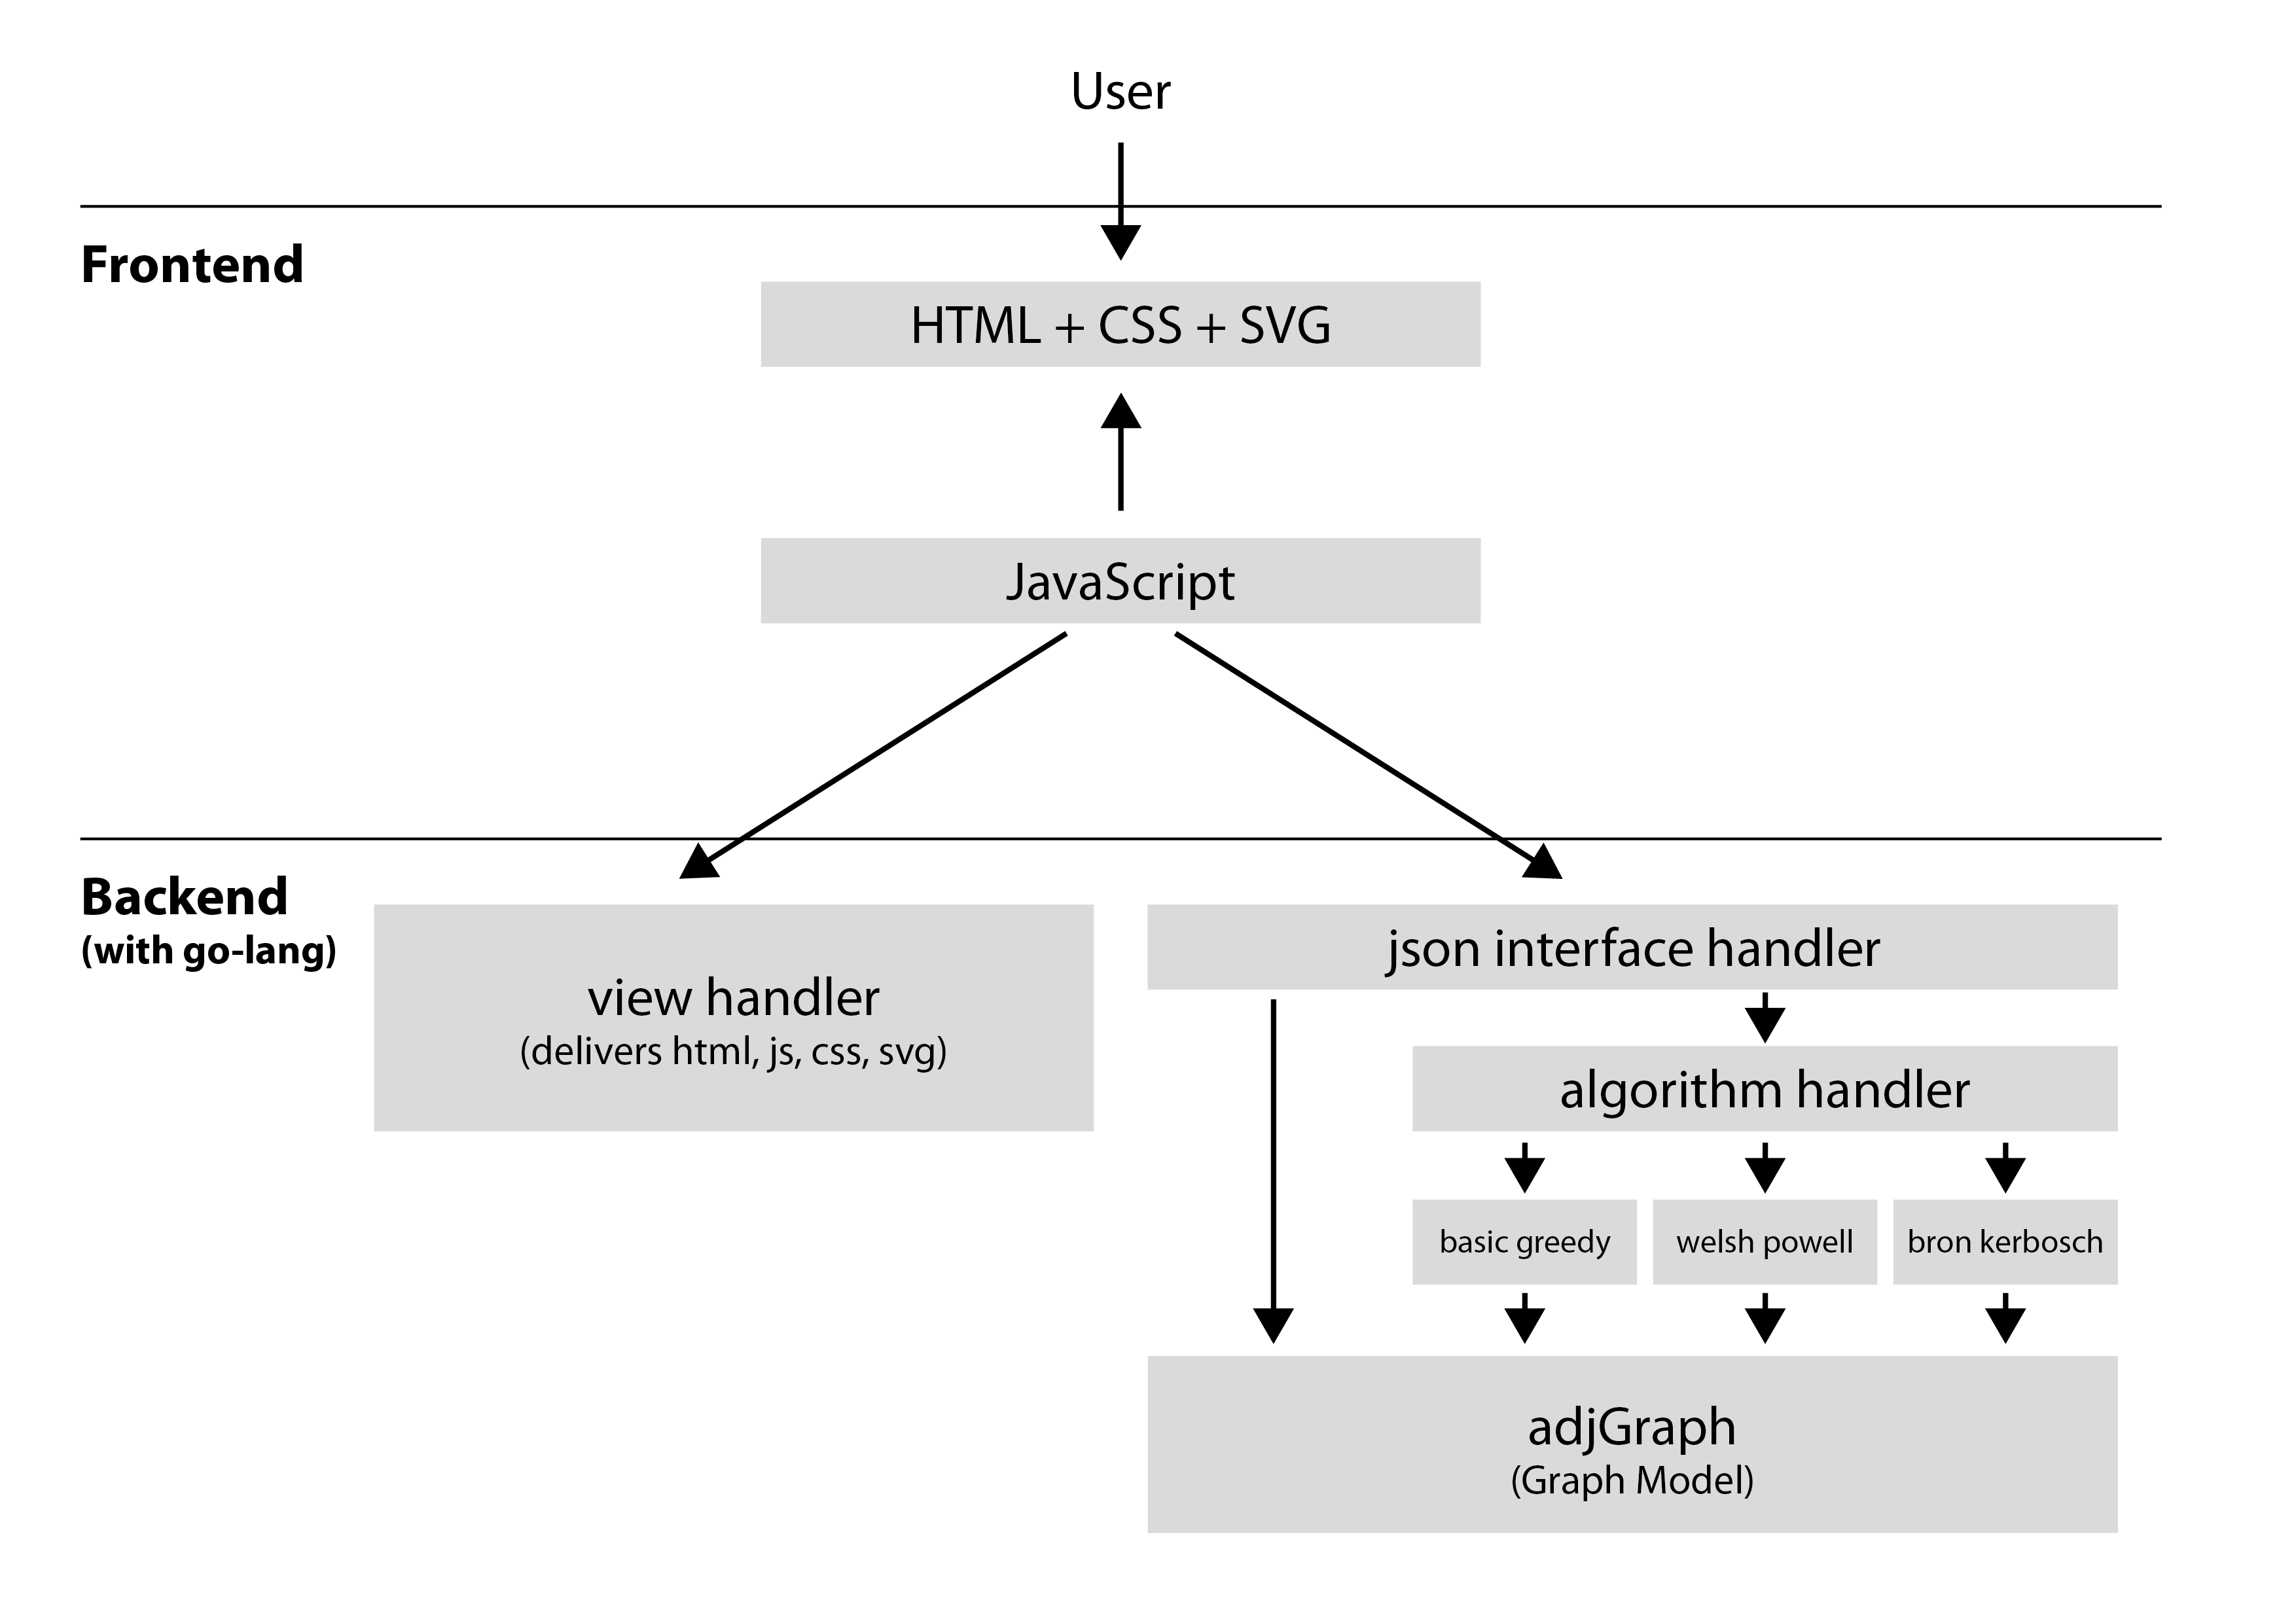 User
Frontend
HTML + CSS + SVG
JavaScript
Backend
(with go-lang)
view handler
(delivers html, js, css, svg)
json interface handler
algorithm handler
basic greedy
welsh powell
bron kerbosch
adjGraph
(Graph Model)